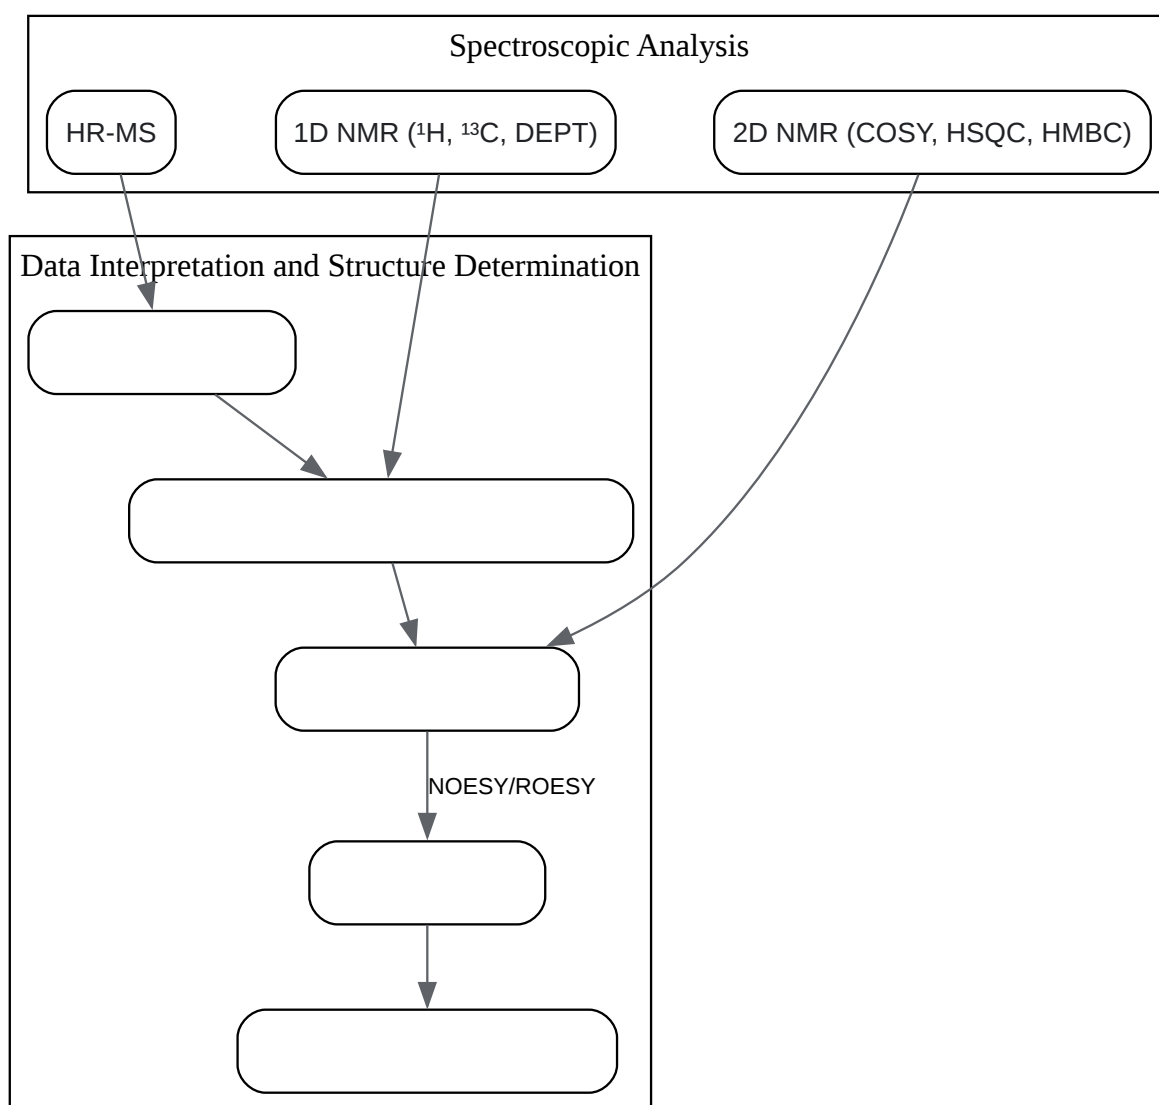 Spectroscopic Analysis
HR-MS
1D NMR (¹H, ¹³C, DEPT)
2D NMR (COSY, HSQC, HMBC)
Data Interpretation and Structure Determination
NOESY/ROESY